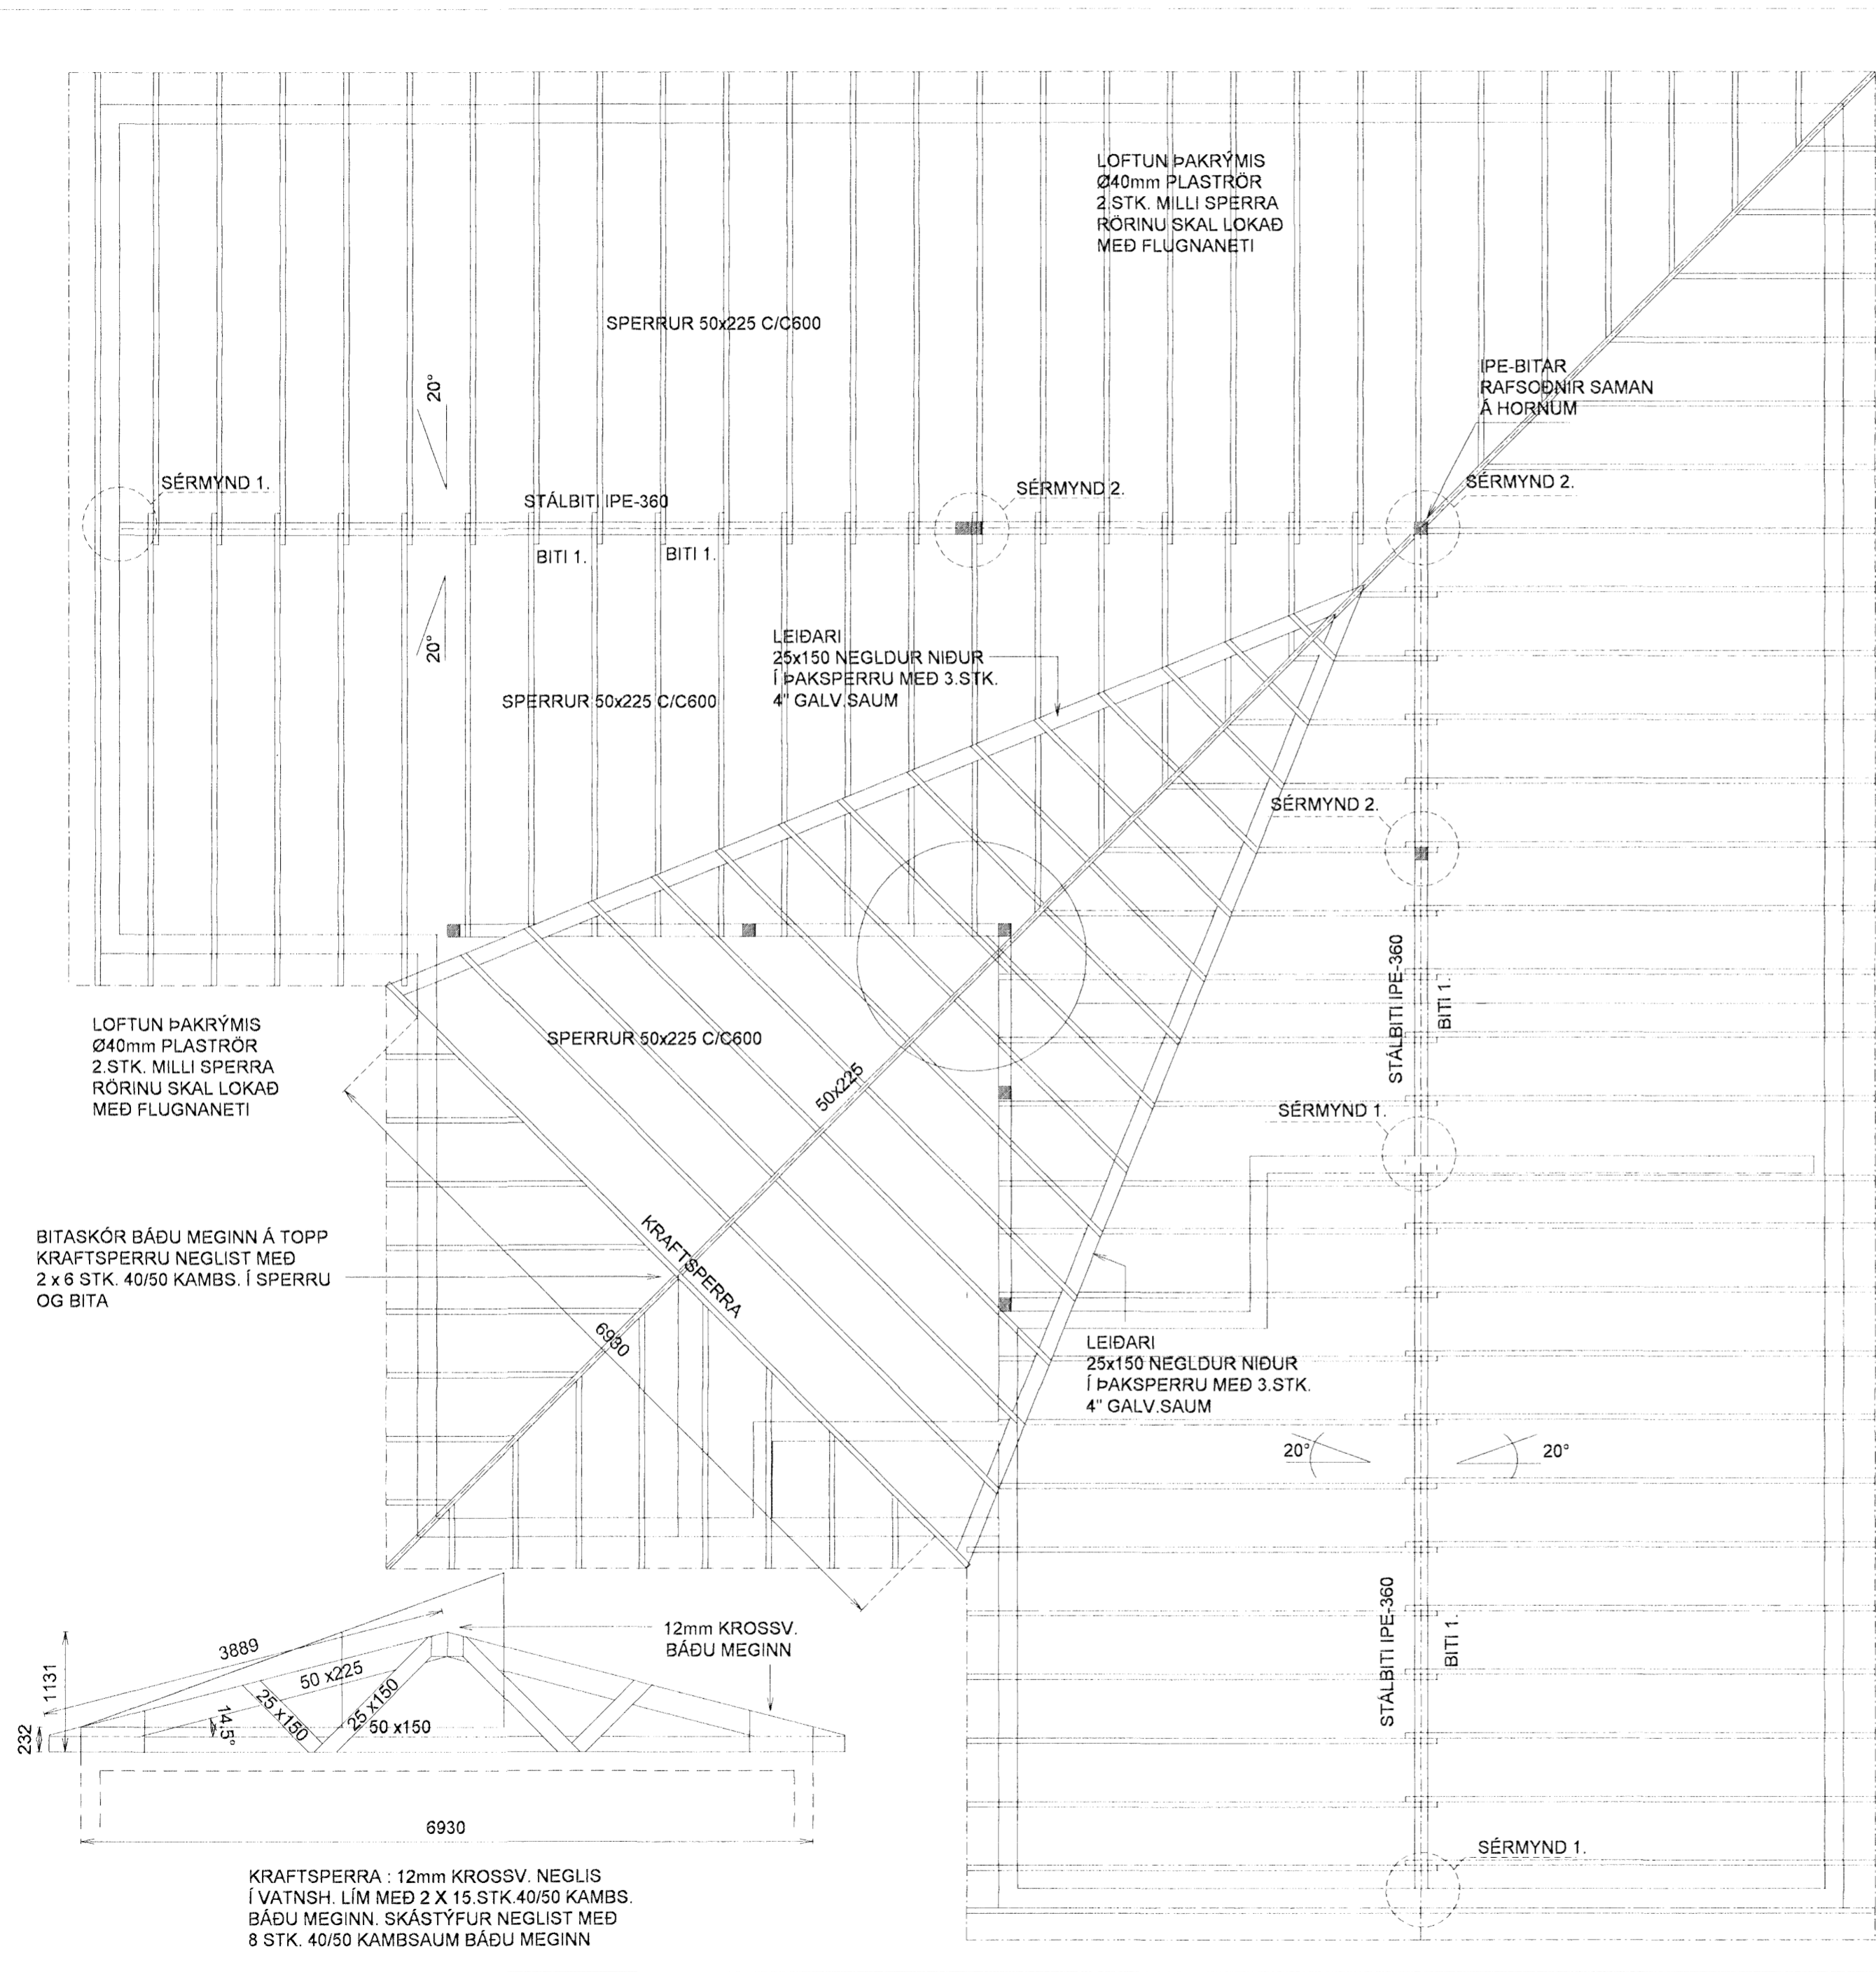 LOFTUN ÞAKRÝMIS
Ø40mm PLASTRÖR
2.STK. MILLI SPERRA
RÖRINU SKAL LOKAÐ
MEÐ FLUGNANETI
SPERRUR 50x225 C/C600
IPE-BITAR
RAFSOÐNIR SAMAN
Á HORNUM
20°
SÉRMYND 1.
STÁLBITI IPE-360
SÉRMYND 2.
SÉRMYND 2.
BITI 1.
BITI 1.
20°
LEIÐARI
25x150 NEGLDUR NIÐUR
Í ÞAKSPERRU MEÐ 3.STK.
4" GALV.SAUM
SPERRUR 50x225 C/C600
SÉRMYND 2.
STÁLBITI IPE-360
BITI 1.
LOFTUN ÞAKRÝMIS
Ø40mm PLASTRÖR
2.STK. MILLI SPERRA
RÖRINU SKAL LOKAÐ
MEÐ FLUGNANETI
SPERRUR 50x225 C/C600
50x225
SÉRMYND 1.
BITASKÓR BÁÐU MEGINN Á TOPP
KRAFTSPERRU NEGLIST MEÐ
2 x 6 STK. 40/50 KAMBS. Í SPERRU
OG BITA
KRAFTSPERRA
6930
LEIÐARI
25x150 NEGLDUR NIÐUR
Í ÞAKSPERRU MEÐ 3.STK.
4" GALV.SAUM
20°
20°
STÁLBITI IPE-360
BITI 1.
12mm KROSSV.
BÁÐU MEGINN
3889
1131
50 x225
25 x150
25 x150
50 x150
14,5°
232
6930
SÉRMYND 1.
KRAFTSPERRA : 12mm KROSSV. NEGLIS
Í VATNSH. LÍM MEÐ 2 X 15.STK.40/50 KAMBS.
BÁÐU MEGINN. SKÁSTÝFUR NEGLIST MEÐ
8 STK. 40/50 KAMBSAUM BÁÐU MEGINN